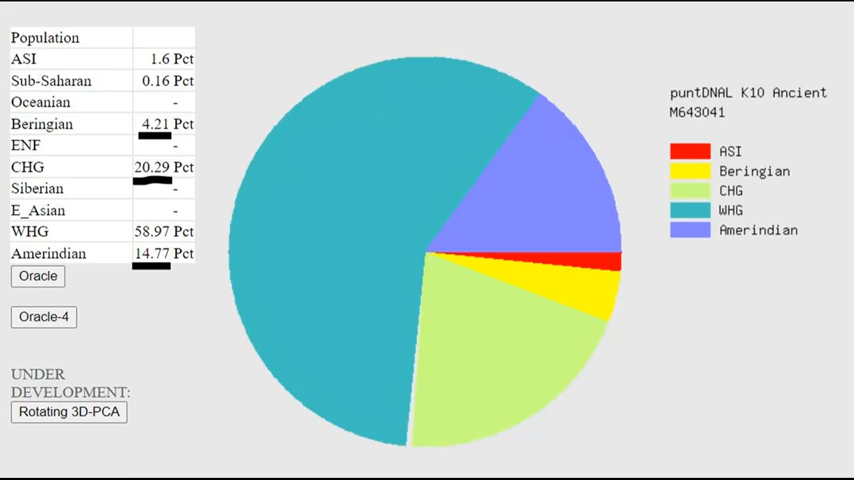 Population
ASI 1.6 Pct
Sub-Saharan 0.16 Pct
Oceanian -
Beringian 4.21 Pct
ENF -
CHG 20.29 Pct
Siberian -
E_Asian -
WHG 58.97 Pct
Amerindian 14.77 Pct
Oracle
Oracle-4
UNDER
DEVELOPMENT:
Rotating 3D-PCA
puntDNAL K10 Ancient
M643041
ASI
Beringian
CHG
WHG
Amerindian